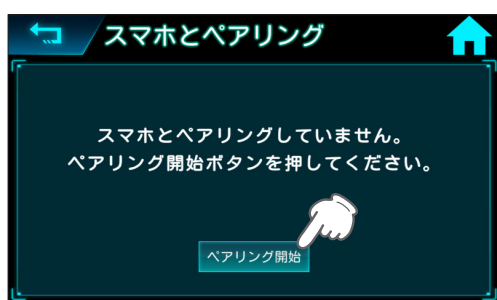 スマホとペアリング
スマホとペアリングしていません。
ペアリング開始ボタンを押してください。
ペアリング開始